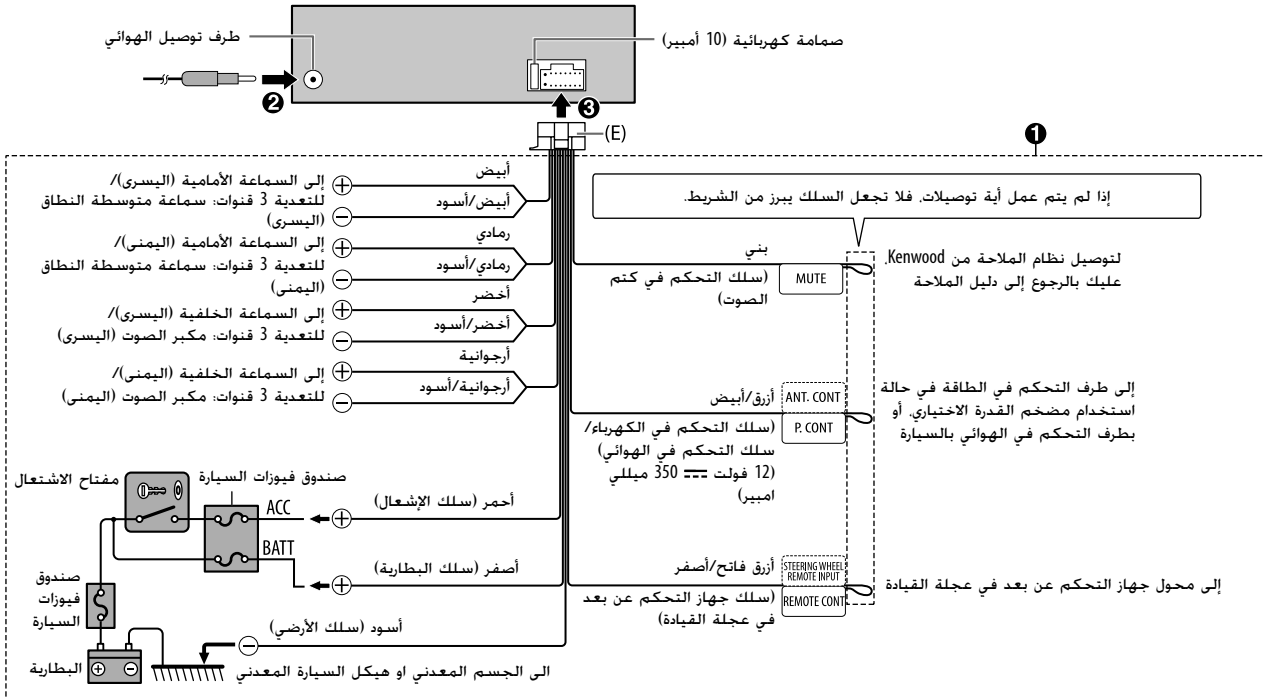 طرف توصيل الهوائي
صمامة كهربائية (10 أمبير)
❷
❸
(E)
❶
أبيض
إلى السماعة الأمامية (اليسرى)/
للتعدية 3 قنوات: سماعة متوسطة النطاق
(اليسرى)
أبيض/أسود
رمادي
إلى السماعة الأمامية (اليمنى)/
للتعدية 3 قنوات: سماعة متوسطة النطاق
(اليمنى)
رمادي/أسود
أخضر
إلى السماعة الخلفية (اليسرى)/
للتعدية 3 قنوات: مكبر الصوت (اليسرى)
أخضر/أسود
أرجوانية
إلى السماعة الخلفية (اليمنى)/
للتعدية 3 قنوات: مكبر الصوت (اليمنى)
أرجوانية/أسود
إذا لم يتم عمل أية توصيلات، فلا تجعل السلك يبرز من الشريط.
بني
(سلك التحكم في كتم
الصوت)
MUTE
لتوصيل نظام الملاحة من Kenwood،
عليك بالرجوع إلى دليل الملاحة
أزرق/أبيض
(سلك التحكم في الكهرباء/
سلك التحكم في الهوائي)
(12 فولت ⎓ 350 ميللي
امبير)
ANT. CONT
P. CONT
إلى طرف التحكم في الطاقة في حالة
استخدام مضخم القدرة الاختياري، أو
بطرف التحكم في الهوائي بالسيارة
أزرق فاتح/أصفر
(سلك جهاز التحكم عن بعد
في عجلة القيادة)
STEERING WHEEL
REMOTE INPUT
REMOTE CONT
إلى محول جهاز التحكم عن بعد في عجلة القيادة
مفتاح الاشتعال
صندوق فيوزات السيارة
ACC
BATT
أحمر (سلك الإشعال)
أصفر (سلك البطارية)
أسود (سلك الأرضي)
صندوق
فيوزات
السيارة
البطارية
الى الجسم المعدني او هيكل السيارة المعدني